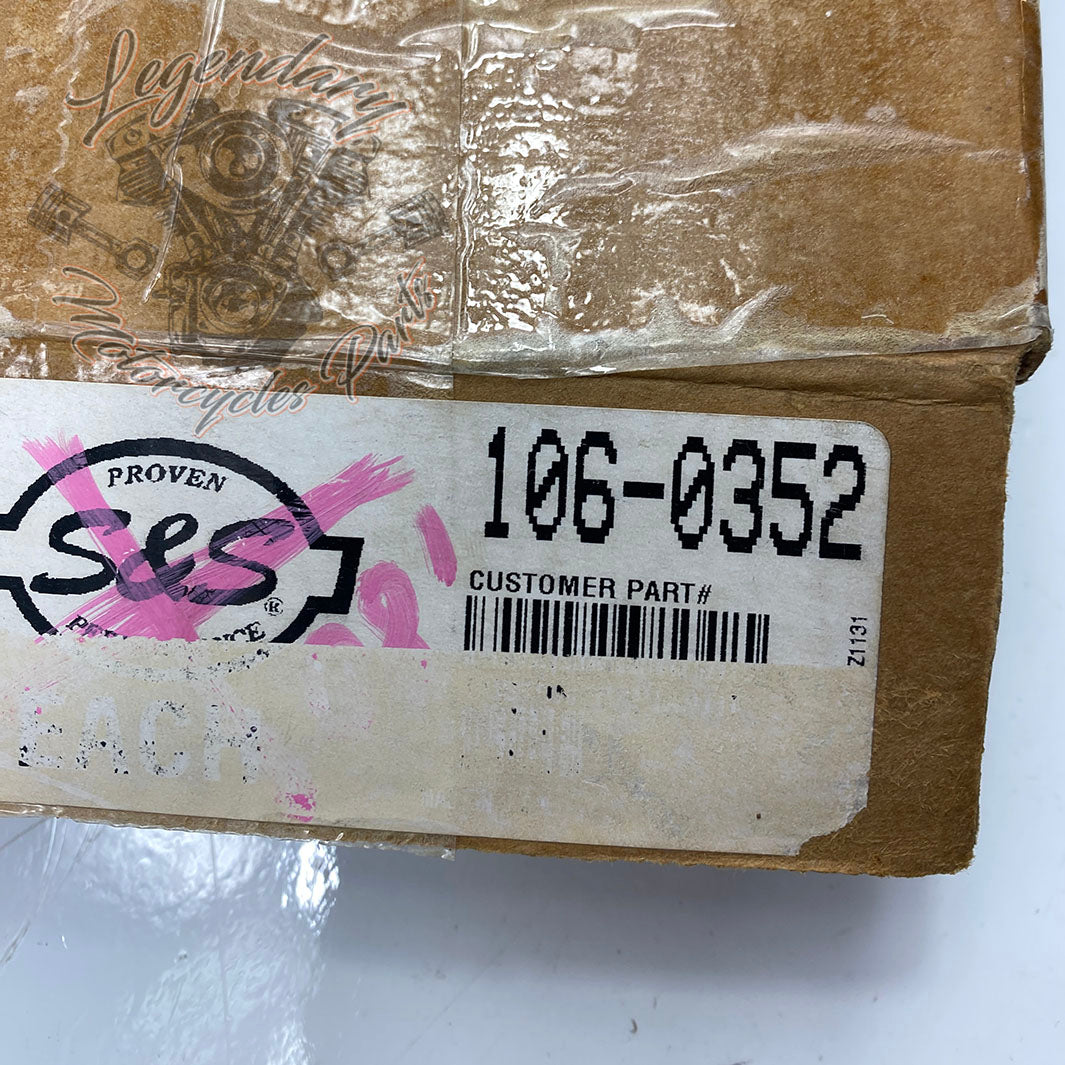 Legendary
Motorcycles Parts
PROVEN
S&S
®
106-0352
CUSTOMER PART#
Z1131
EACH